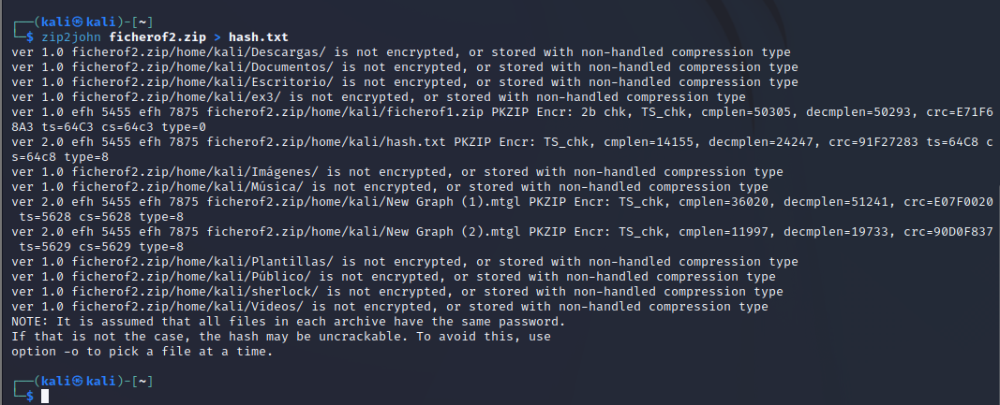 ┌──(kali㉿kali)-[~]
└─$ zip2john ficherof2.zip > hash.txt
ver 1.0 ficherof2.zip/home/kali/Descargas/ is not encrypted, or stored with non-handled compression type
ver 1.0 ficherof2.zip/home/kali/Documentos/ is not encrypted, or stored with non-handled compression type
ver 1.0 ficherof2.zip/home/kali/Escritorio/ is not encrypted, or stored with non-handled compression type
ver 1.0 ficherof2.zip/home/kali/ex3/ is not encrypted, or stored with non-handled compression type
ver 1.0 efh 5455 efh 7875 ficherof2.zip/home/kali/ficherof1.zip PKZIP Encr: 2b chk, TS_chk, cmplen=50305, decmplen=50293, crc=E71F6
8A3 ts=64C3 cs=64c3 type=0
ver 2.0 efh 5455 efh 7875 ficherof2.zip/home/kali/hash.txt PKZIP Encr: TS_chk, cmplen=14155, decmplen=24247, crc=91F27283 ts=64C8 c
s=64c8 type=8
ver 1.0 ficherof2.zip/home/kali/Imágenes/ is not encrypted, or stored with non-handled compression type
ver 1.0 ficherof2.zip/home/kali/Música/ is not encrypted, or stored with non-handled compression type
ver 2.0 efh 5455 efh 7875 ficherof2.zip/home/kali/New Graph (1).mtgl PKZIP Encr: TS_chk, cmplen=36020, decmplen=51241, crc=E07F0020
 ts=5628 cs=5628 type=8
ver 2.0 efh 5455 efh 7875 ficherof2.zip/home/kali/New Graph (2).mtgl PKZIP Encr: TS_chk, cmplen=11997, decmplen=19733, crc=90D0F837
 ts=5629 cs=5629 type=8
ver 1.0 ficherof2.zip/home/kali/Plantillas/ is not encrypted, or stored with non-handled compression type
ver 1.0 ficherof2.zip/home/kali/Público/ is not encrypted, or stored with non-handled compression type
ver 1.0 ficherof2.zip/home/kali/sherlock/ is not encrypted, or stored with non-handled compression type
ver 1.0 ficherof2.zip/home/kali/Vídeos/ is not encrypted, or stored with non-handled compression type
NOTE: It is assumed that all files in each archive have the same password.
If that is not the case, the hash may be uncrackable. To avoid this, use
option -o to pick a file at a time.
┌──(kali㉿kali)-[~]
└─$